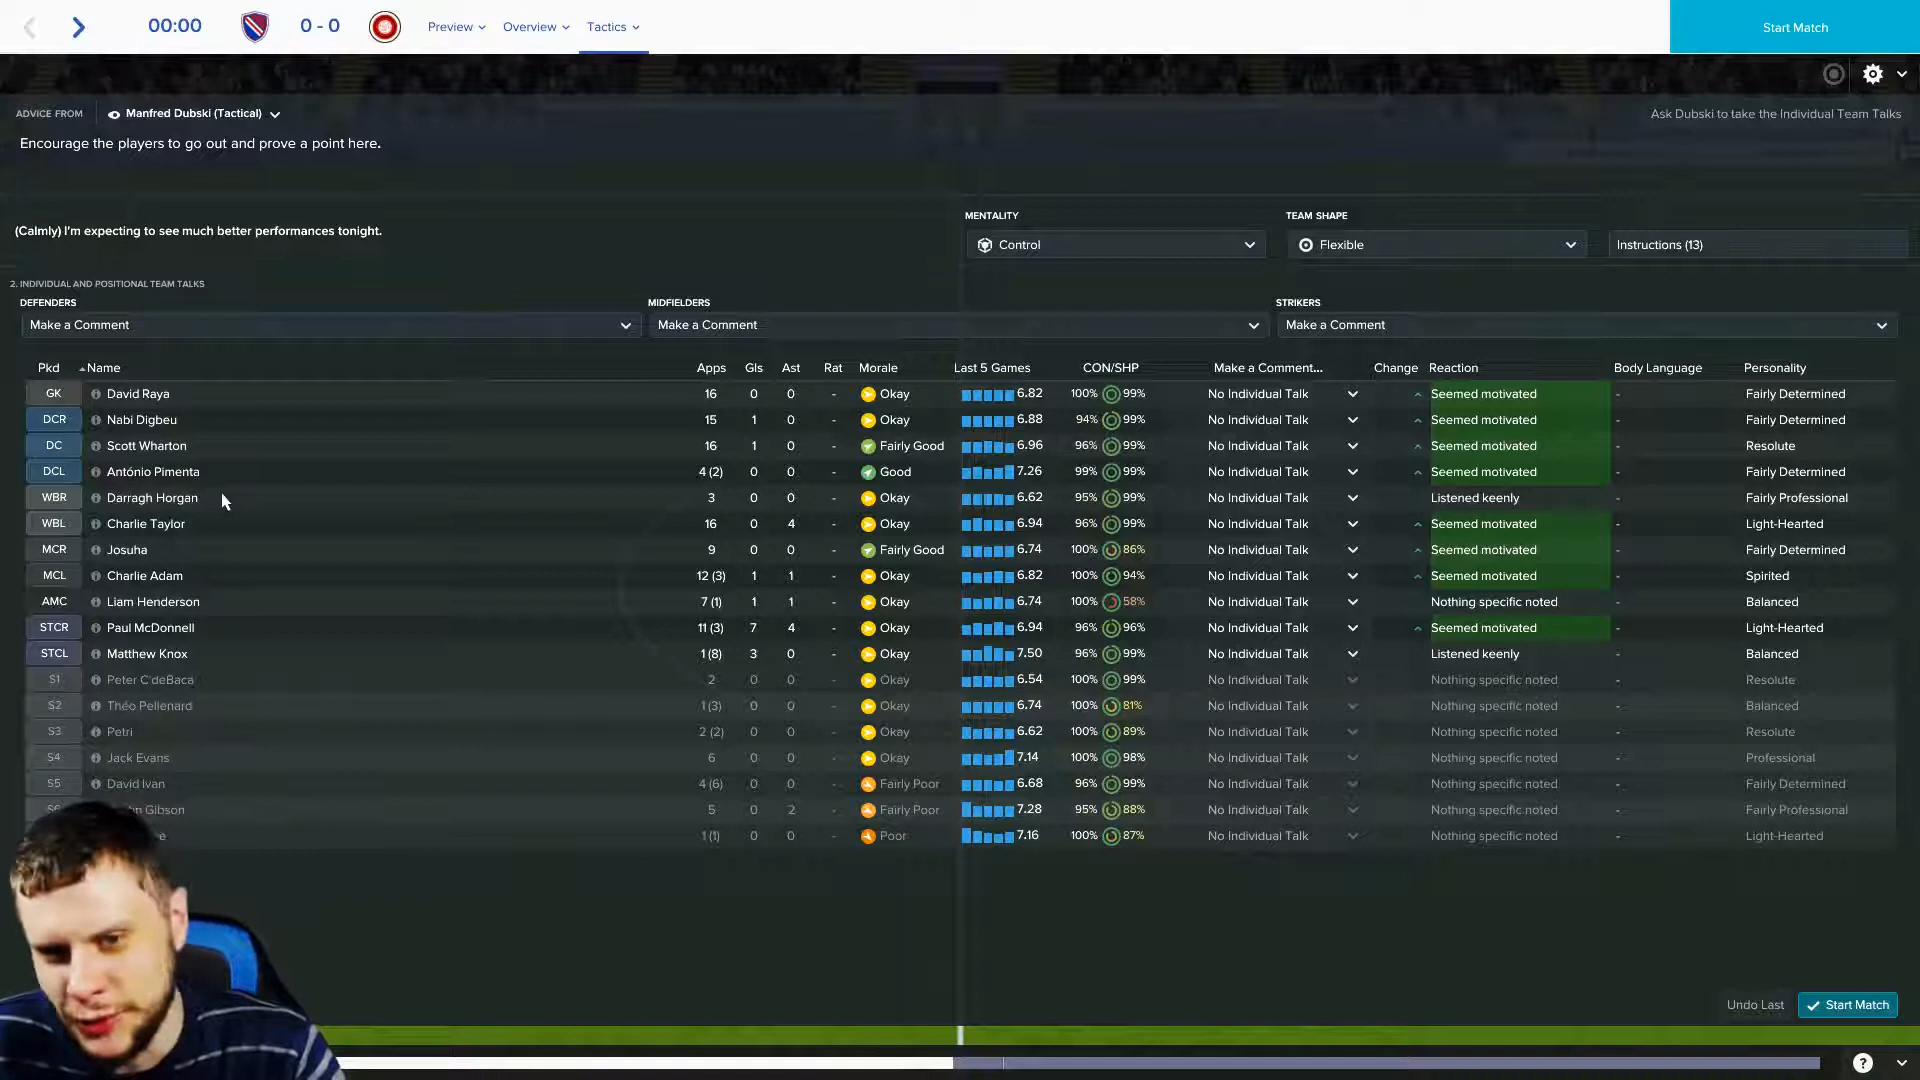 00:00 0 - 0 Preview Overview Tactics Start Match
ADVICE FROM Manfred Dubski (Tactical) Ask Dubski to take the Individual Team Talks
Encourage the players to go out and prove a point here.
MENTALITY TEAM SHAPE
(Calmly) I'm expecting to see much better performances tonight.
Control Flexible Instructions (13)
2. INDIVIDUAL AND POSITIONAL TEAM TALKS
DEFENDERS MIDFIELDERS STRIKERS
Make a Comment Make a Comment Make a Comment
Pkd Name Apps Gls Ast Rat Morale Last 5 Games CON/SHP Make a Comment... Change Reaction Body Language Personality
GK David Raya 16 0 0 - Okay 6.82 100% 99% No Individual Talk Seemed motivated - Fairly Determined
DCR Nabi Digbeu 15 1 0 - Okay 6.88 94% 99% No Individual Talk Seemed motivated - Fairly Determined
DC Scott Wharton 16 1 0 - Fairly Good 6.96 96% 99% No Individual Talk Seemed motivated - Resolute
DCL António Pimenta 4 (2) 0 0 - Good 7.26 99% 99% No Individual Talk Seemed motivated - Fairly Determined
WBR Darragh Horgan 3 0 0 - Okay 6.62 95% 99% No Individual Talk Listened keenly - Fairly Professional
WBL Charlie Taylor 16 0 4 - Okay 6.94 96% 99% No Individual Talk Seemed motivated - Light-Hearted
MCR Josuha 9 0 0 - Fairly Good 6.74 100% 86% No Individual Talk Seemed motivated - Fairly Determined
MCL Charlie Adam 12 (3) 1 1 - Okay 6.82 100% 94% No Individual Talk Seemed motivated - Spirited
AMC Liam Henderson 7 (1) 1 1 - Okay 6.74 100% 58% No Individual Talk Nothing specific noted - Balanced
STCR Paul McDonnell 11 (3) 7 4 - Okay 6.94 96% 96% No Individual Talk Seemed motivated - Light-Hearted
STCL Matthew Knox 1 (8) 3 0 - Okay 7.50 96% 99% No Individual Talk Listened keenly - Balanced
S1 Peter C'deBaca 2 0 0 - Okay 6.54 100% 99% No Individual Talk Nothing specific noted - Resolute
S2 Théo Pellenard 1 (3) 0 0 - Okay 6.74 100% 81% No Individual Talk Nothing specific noted - Balanced
S3 Petri 2 (2) 0 0 - Okay 6.62 100% 89% No Individual Talk Nothing specific noted - Resolute
S4 Jack Evans 6 0 0 - Okay 7.14 100% 98% No Individual Talk Nothing specific noted - Professional
S5 David Ivan 4 (6) 0 0 - Fairly Poor 6.68 96% 99% No Individual Talk Nothing specific noted - Fairly Determined
Gibson 5 0 2 - Fairly Poor 7.28 95% 88% No Individual Talk Nothing specific noted - Fairly Professional
1 (1) 0 0 - Poor 7.16 100% 87% No Individual Talk Nothing specific noted - Light-Hearted
Undo Last Start Match
?